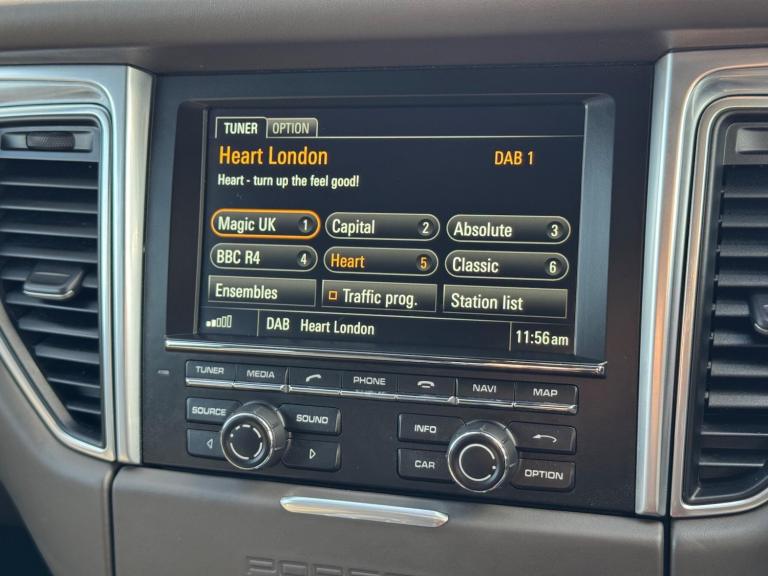 TUNER OPTION
Heart London DAB 1
Heart - turn up the feel good!
Magic UK 1 Capital 2 Absolute 3
BBC R4 4 Heart 5 Classic 6
Ensembles Traffic prog. Station list
DAB Heart London 11:56am
TUNER MEDIA PHONE NAVI MAP
SOURCE SOUND INFO
CAR OPTION